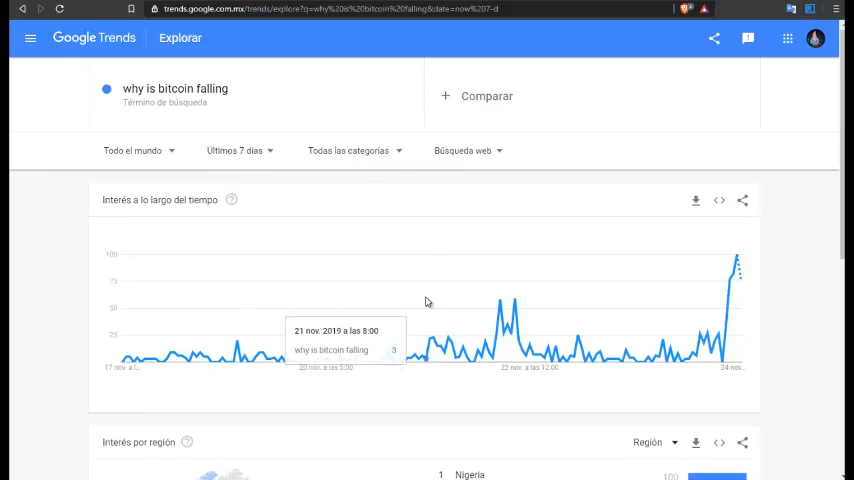 trends.google.com.mx/trends/explore?q=why%20is%20bitcoin%20falling&date=now%207-d
Google Trends
Explorar
why is bitcoin falling
Término de búsqueda
+ Comparar
Todo el mundo
Últimos 7 días
Todas las categorías
Búsqueda web
Interés a lo largo del tiempo
100
75
50
25
21 nov. 2019 a las 8:00
why is bitcoin falling 3
17 nov. a l...
20 nov. a las 5:00
22 nov. a las 12:00
24 nov...
Interés por región
Región
1 Nigeria
100